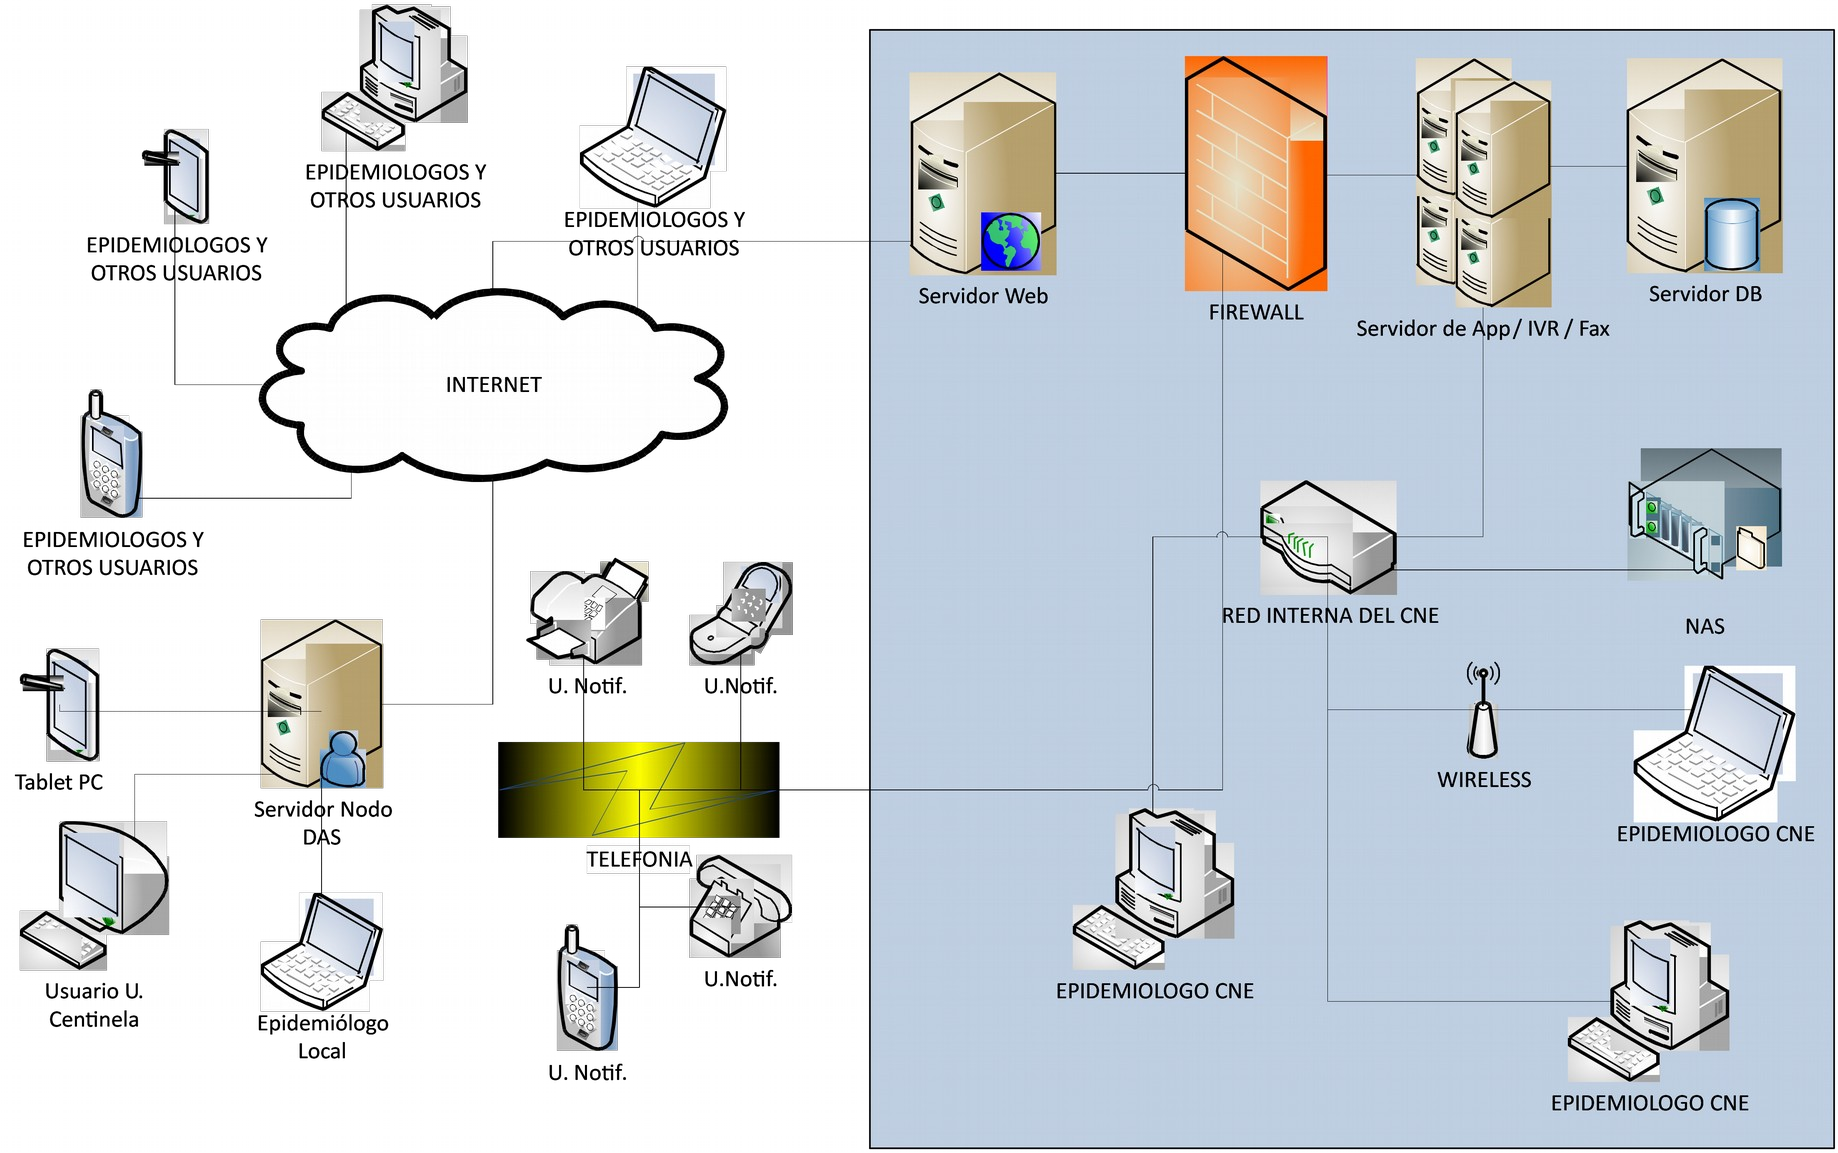 EPIDEMIOLOGOS Y
OTROS USUARIOS
EPIDEMIOLOGOS Y
OTROS USUARIOS
EPIDEMIOLOGOS Y
OTROS USUARIOS
INTERNET
EPIDEMIOLOGOS Y
OTROS USUARIOS
Tablet PC
Servidor Nodo
DAS
Usuario U.
Centinela
Epidemiólogo
Local
U. Notif.
U.Notif.
TELEFONIA
U.Notif.
U. Notif.
Servidor Web
FIREWALL
Servidor de App / IVR / Fax
Servidor DB
RED INTERNA DEL CNE
NAS
WIRELESS
EPIDEMIOLOGO CNE
EPIDEMIOLOGO CNE
EPIDEMIOLOGO CNE